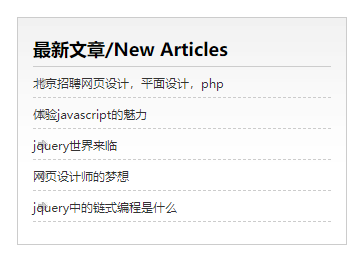 最新文章/New Articles
北京招聘网页设计，平面设计，php
体验javascript的魅力
jquery世界来临
网页设计师的梦想
jquery中的链式编程是什么